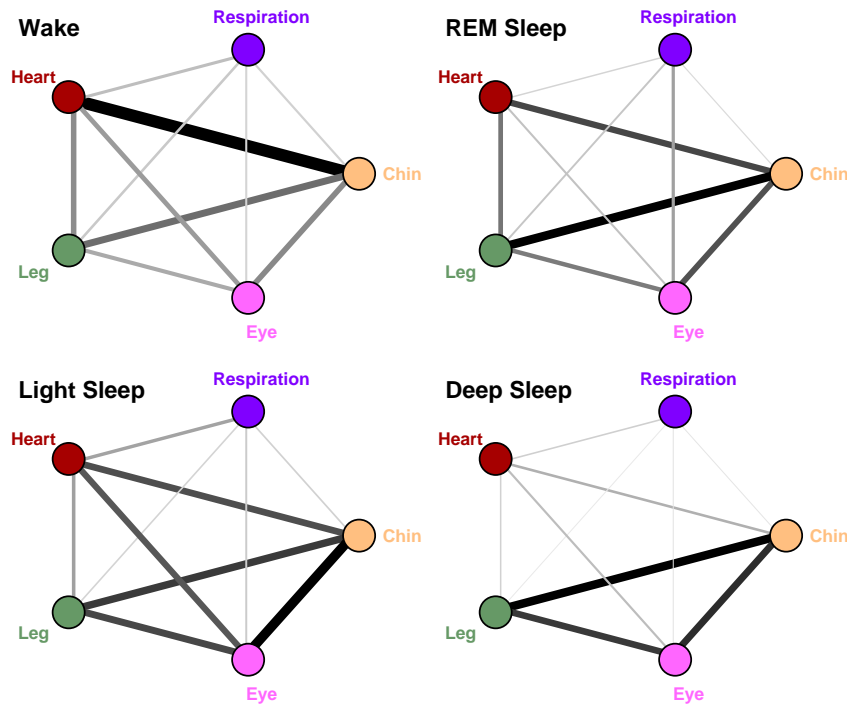 Wake
Respiration
Heart
Chin
Leg
Eye
REM Sleep
Respiration
Heart
Chin
Leg
Eye
Light Sleep
Respiration
Heart
Chin
Leg
Eye
Deep Sleep
Respiration
Heart
Chin
Leg
Eye